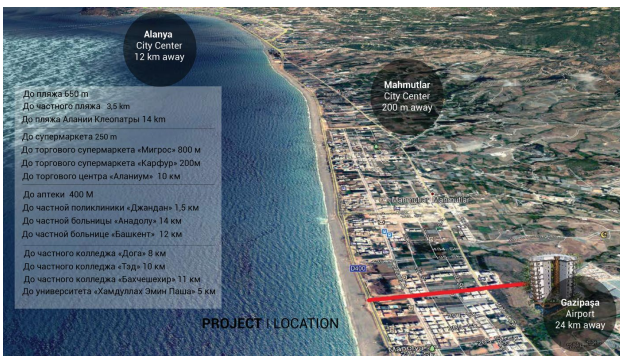 Alanya
City Center
12 km away
Mahmutlar
City Center
200 m away
До пляжа 650 m
До частного пляжа 3,5 km
До пляжа Алании Клеопатры 14 km
До супермаркета 250 m
До торгового супермаркета «Мигрос» 800 м
До торгового супермаркета «Карфур» 200м
До торгового центра «Аланиум» 10 км
До аптеки 400 М
До частной поликлиники «Джандан» 1,5 км
До частной больницы «Анадолу» 14 км
До частной больнице «Башкент» 12 км
До частного колледжа «Дога» 8 км
До частного колледжа «Тэд» 10 км
До частного колледжа «Бахчешехир» 11 км
До университета «Хамдуллах Эмин Паша» 5 км
Mahmutlar Mahmutlar
D400
Gazipaşa
Airport
24 km away
PROJECT | LOCATION